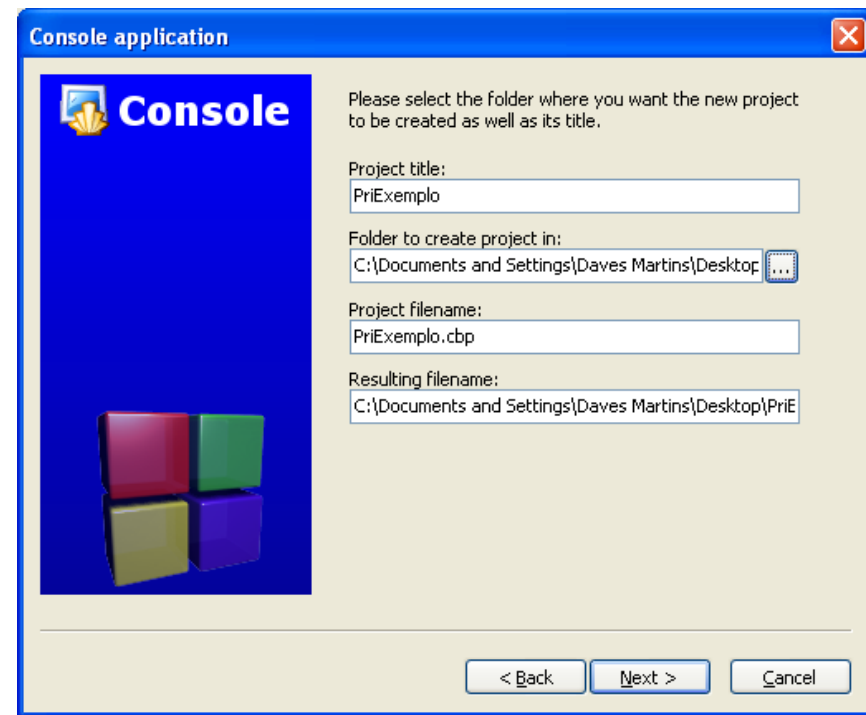 Console application
Console
Please select the folder where you want the new project
to be created as well as its title.
Project title:
PriExemplo
Folder to create project in:
C:\Documents and Settings\Daves Martins\Desktop
...
Project filename:
PriExemplo.cbp
Resulting filename:
C:\Documents and Settings\Daves Martins\Desktop\PriE
< Back
Next >
Cancel